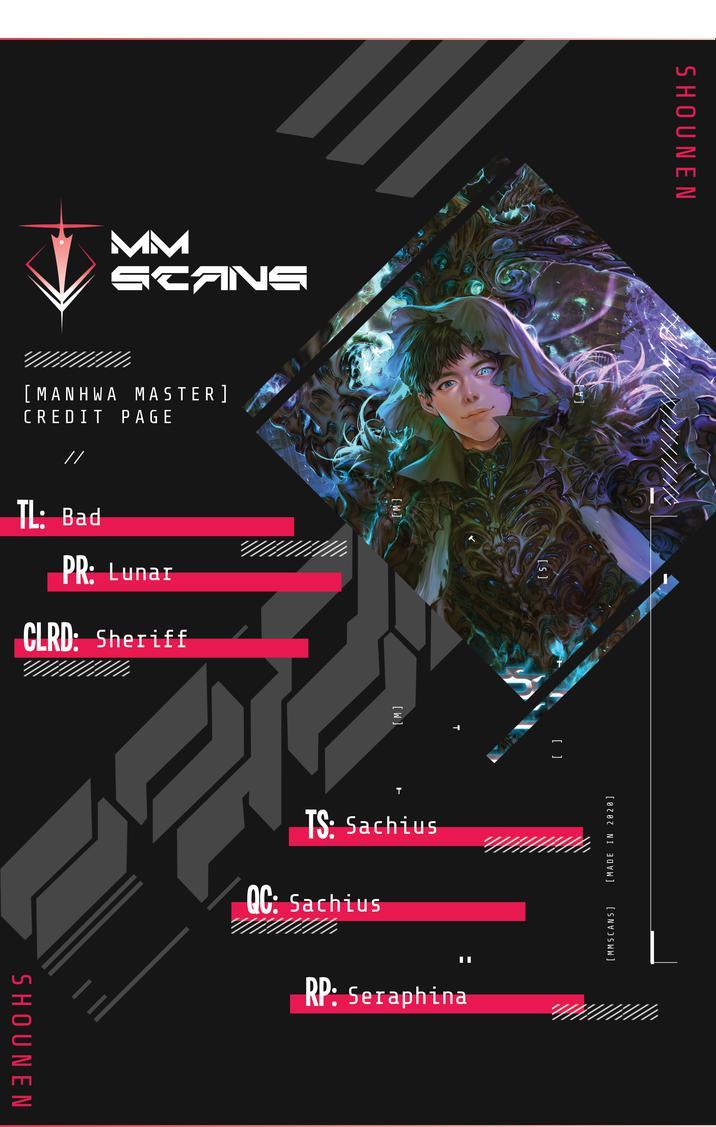 SHOUNEN
MM
SCANS
[MANHWA MASTER]
CREDIT PAGE
//
TL: Bad
PR: Lunar
CLRD: Sheriff
[A]
[M]
[S]
[M]
[ ]
TS: Sachius
QC: Sachius
RP: Seraphina
[MADE IN 2020]
[MMSCANS]
SHOUNEN